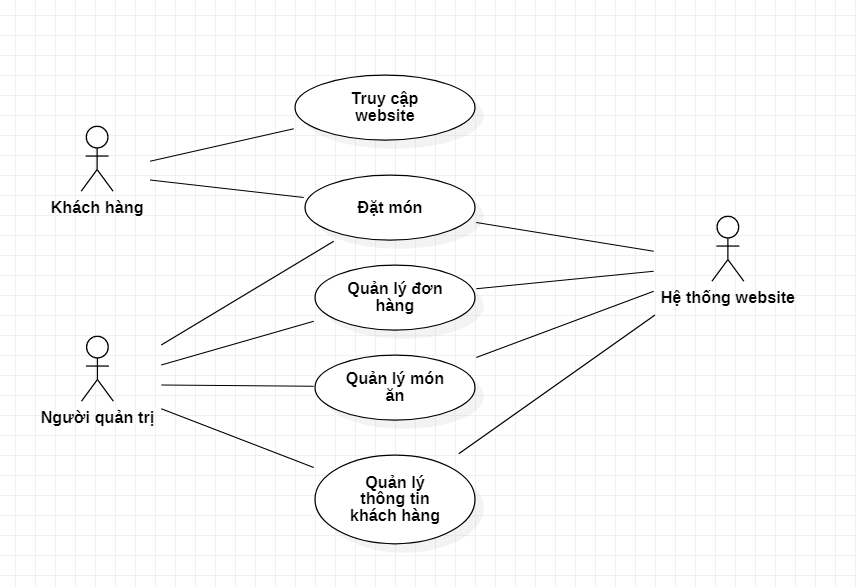 Truy cập
website
Khách hàng
Đặt món
Quản lý đơn
hàng
Hệ thống website
Quản lý món
ăn
Người quản trị
Quản lý
thông tin
khách hàng